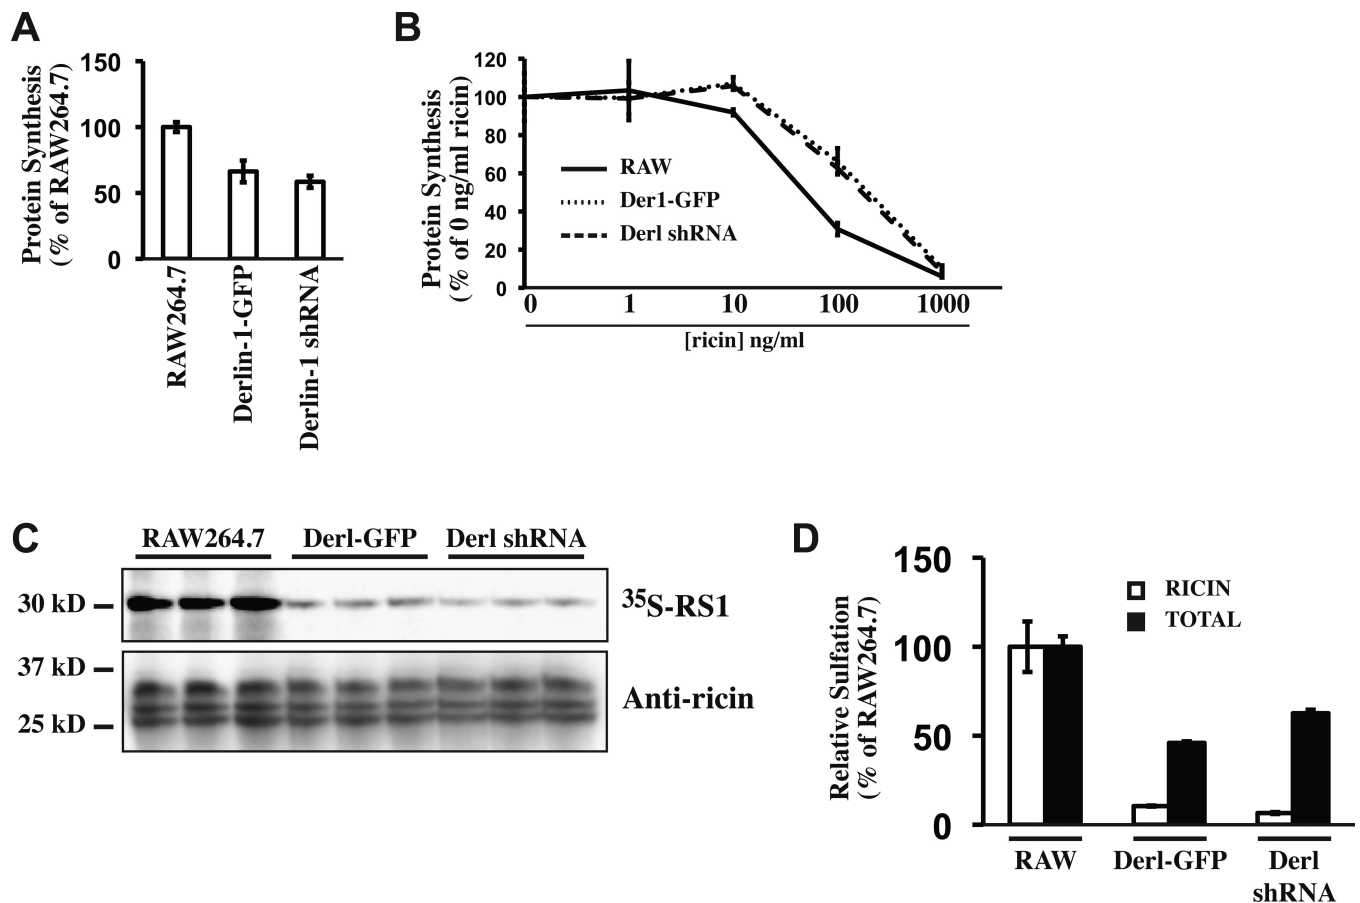 A
Protein Synthesis
(% of RAW264.7)
150
100
50
0
RAW264.7
Derlin-1-GFP
Derlin-1 shRNA
B
Protein Synthesis
(% of 0 ng/ml ricin)
120
100
80
60
40
20
0
RAW
Der1-GFP
Derl shRNA
0 1 10 100 1000
[ricin] ng/ml
C
RAW264.7 Derl-GFP Derl shRNA
30 kD
35S-RS1
37 kD
25 kD
Anti-ricin
D
Relative Sulfation
(% of RAW264.7)
150
100
50
0
RICIN
TOTAL
RAW Derl-GFP Derl
shRNA